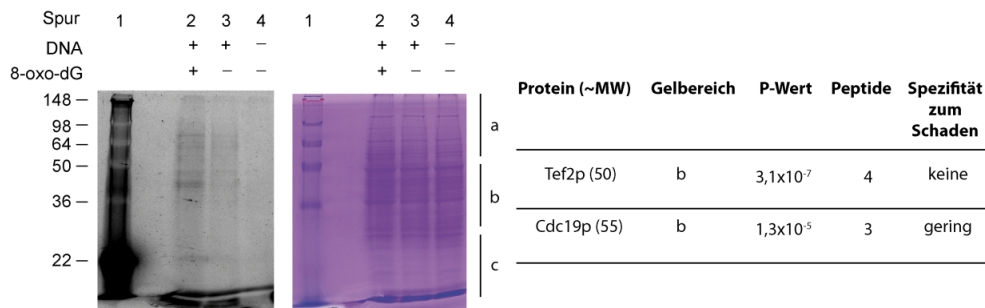 Spur 1 2 3 4 1 2 3 4
DNA + + − + + −
8-oxo-dG + − − + − −
148
98
64
50
36
22
a
b
c
Protein (~MW) Gelbereich P-Wert Peptide Spezifität
zum
Schaden
Tef2p (50) b 3,1x10⁻⁷ 4 keine
Cdc19p (55) b 1,3x10⁻⁵ 3 gering